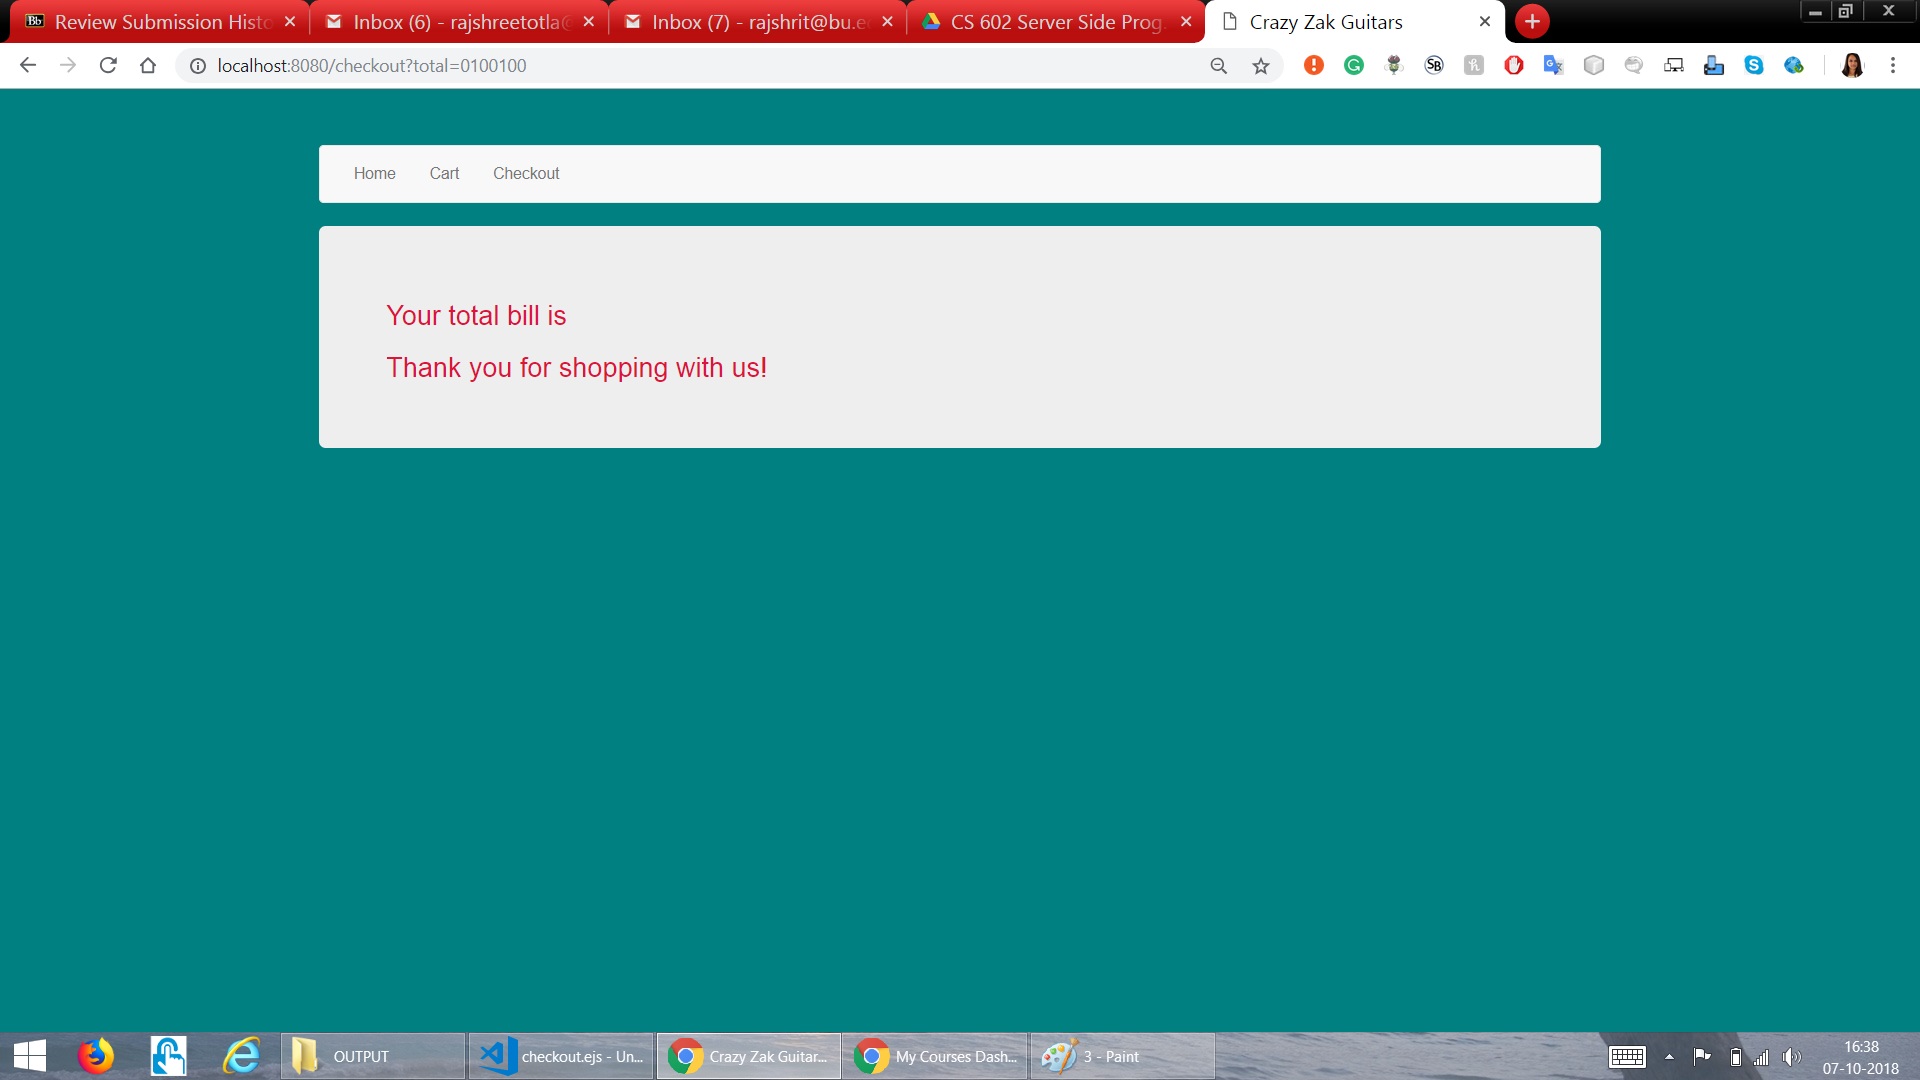 Review Submission Histo
Inbox (6) - rajshreetotla@
Inbox (7) - rajshrit@bu.e
CS 602 Server Side Prog.
Crazy Zak Guitars
localhost:8080/checkout?total=0100100
Home Cart Checkout
Your total bill is
Thank you for shopping with us!
OUTPUT
checkout.ejs - Un...
Crazy Zak Guitar...
My Courses Dash...
3 - Paint
16:38
07-10-2018